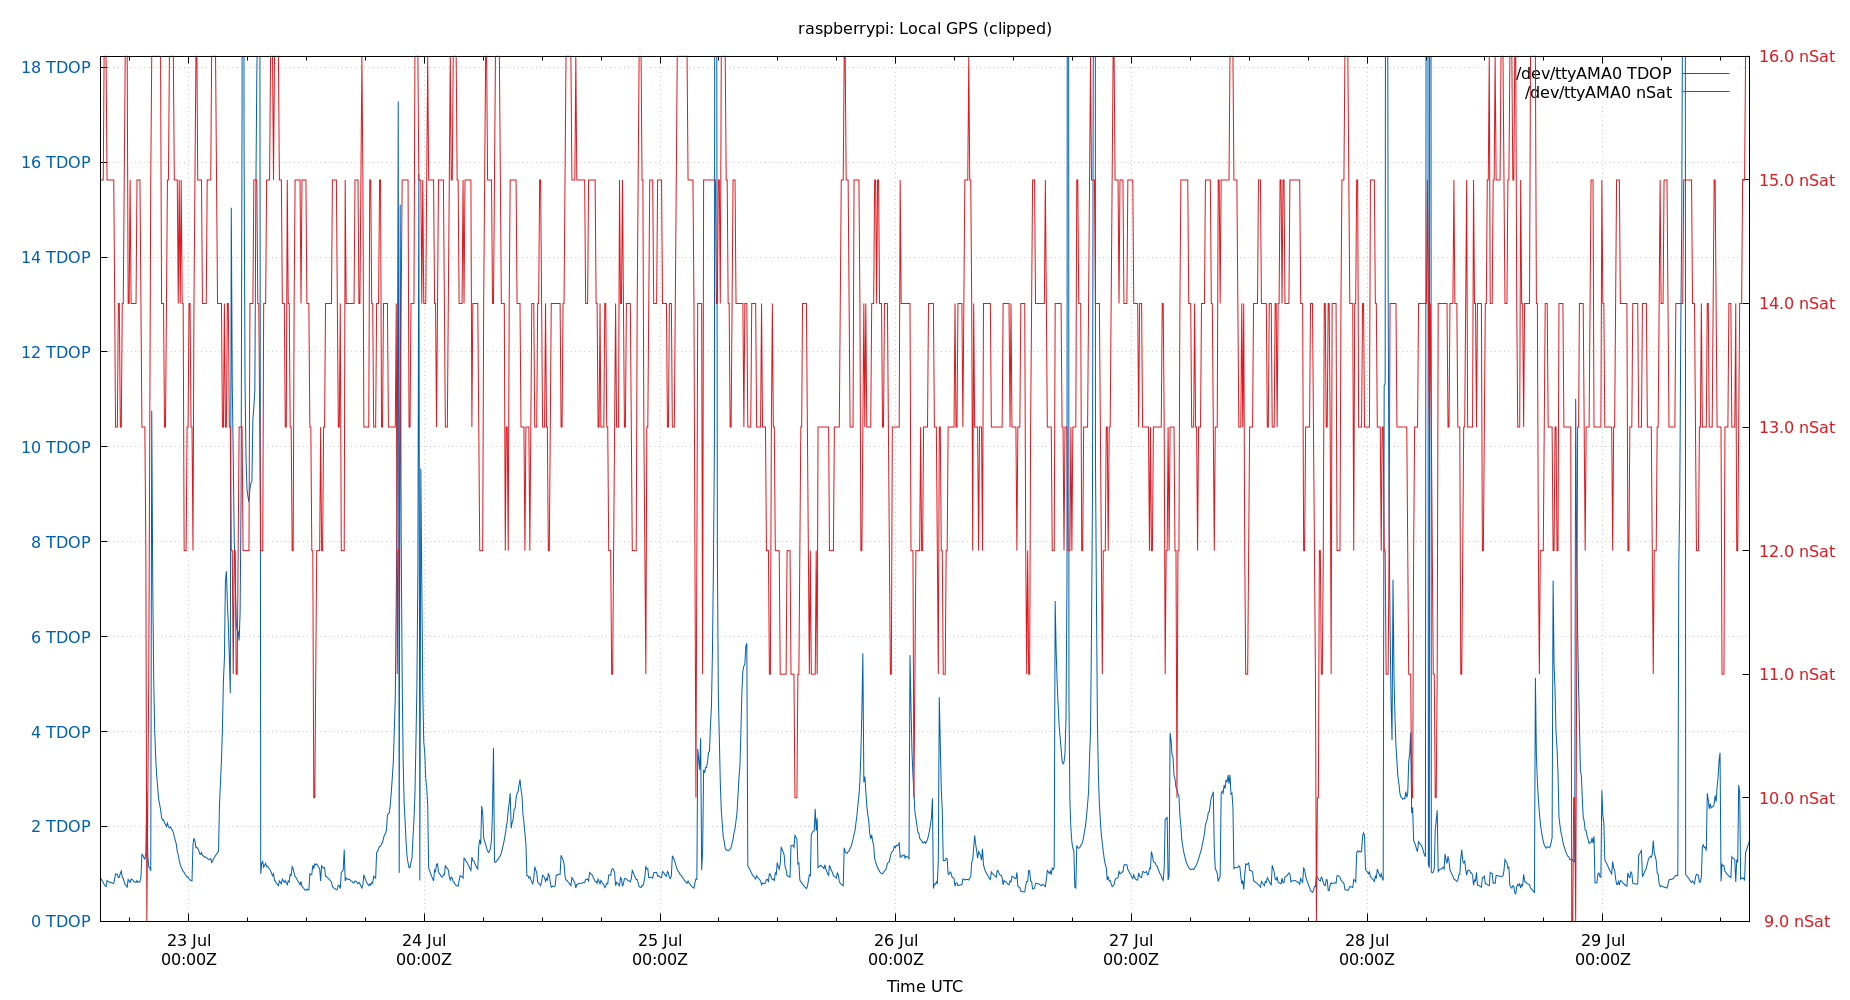 raspberrypi: Local GPS (clipped)
18 TDOP
16 TDOP
14 TDOP
12 TDOP
10 TDOP
8 TDOP
6 TDOP
4 TDOP
2 TDOP
0 TDOP
/dev/ttyAMA0 TDOP
/dev/ttyAMA0 nSat
16.0 nSat
15.0 nSat
14.0 nSat
13.0 nSat
12.0 nSat
11.0 nSat
10.0 nSat
9.0 nSat
23 Jul
00:00Z
24 Jul
00:00Z
25 Jul
00:00Z
26 Jul
00:00Z
27 Jul
00:00Z
28 Jul
00:00Z
29 Jul
00:00Z
Time UTC